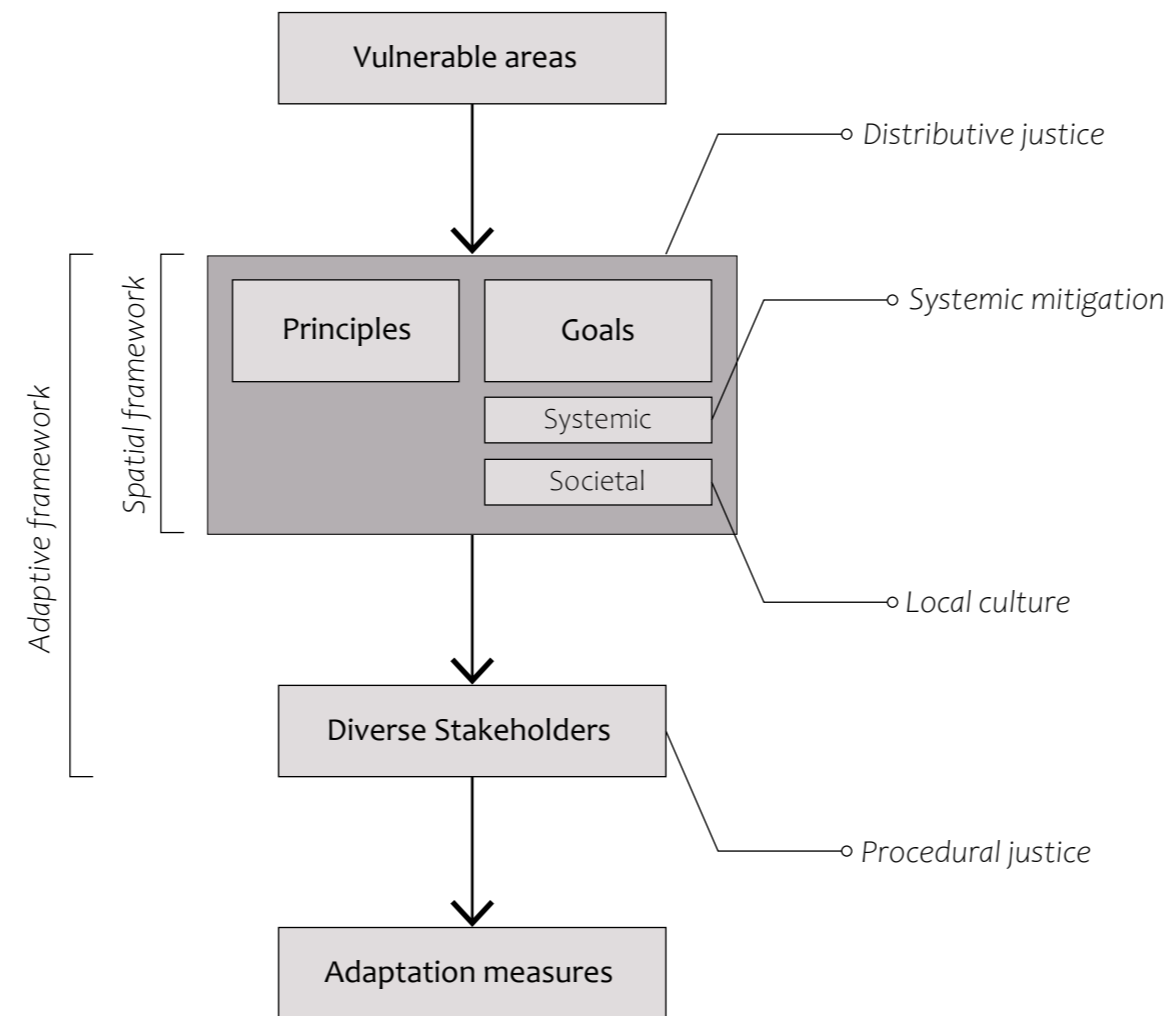 Vulnerable areas
Distributive justice
Systemic mitigation
Principles
Goals
Systemic
Societal
Spatial framework
Adaptive framework
Local culture
Diverse Stakeholders
Procedural justice
Adaptation measures